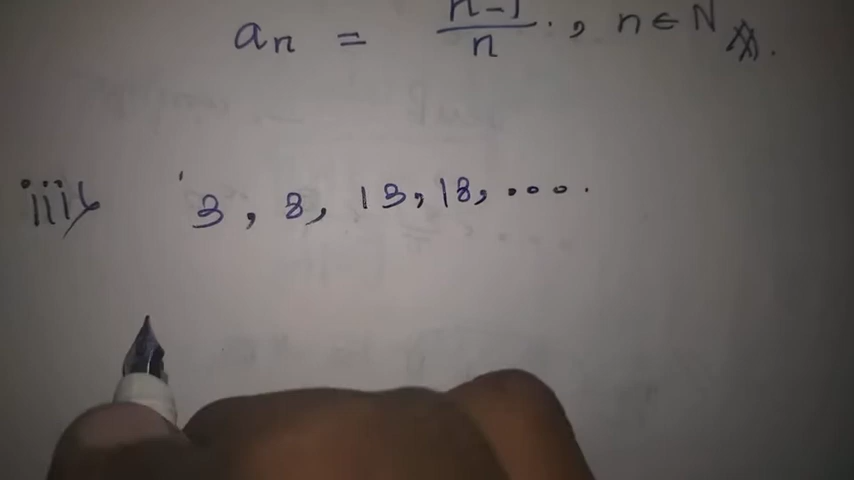 aₙ = n-1/n., n ∈ N
iii) 3, 8, 13, 18, ....